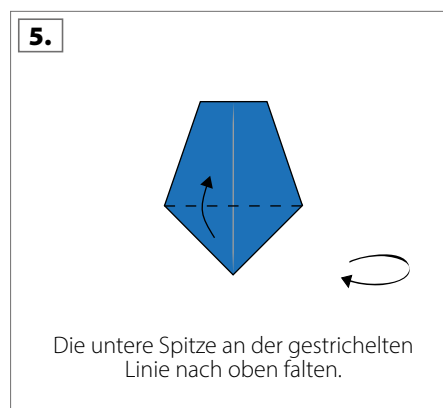 5.
Die untere Spitze an der gestrichelten
Linie nach oben falten.